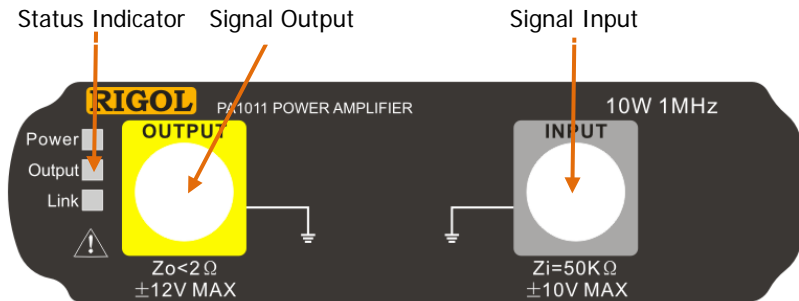 Status Indicator Signal Output Signal Input
RIGOL PA1011 POWER AMPLIFIER 10W 1MHz
Power OUTPUT INPUT
Output
Link
Zo<2Ω Zi=50KΩ
±12V MAX ±10V MAX